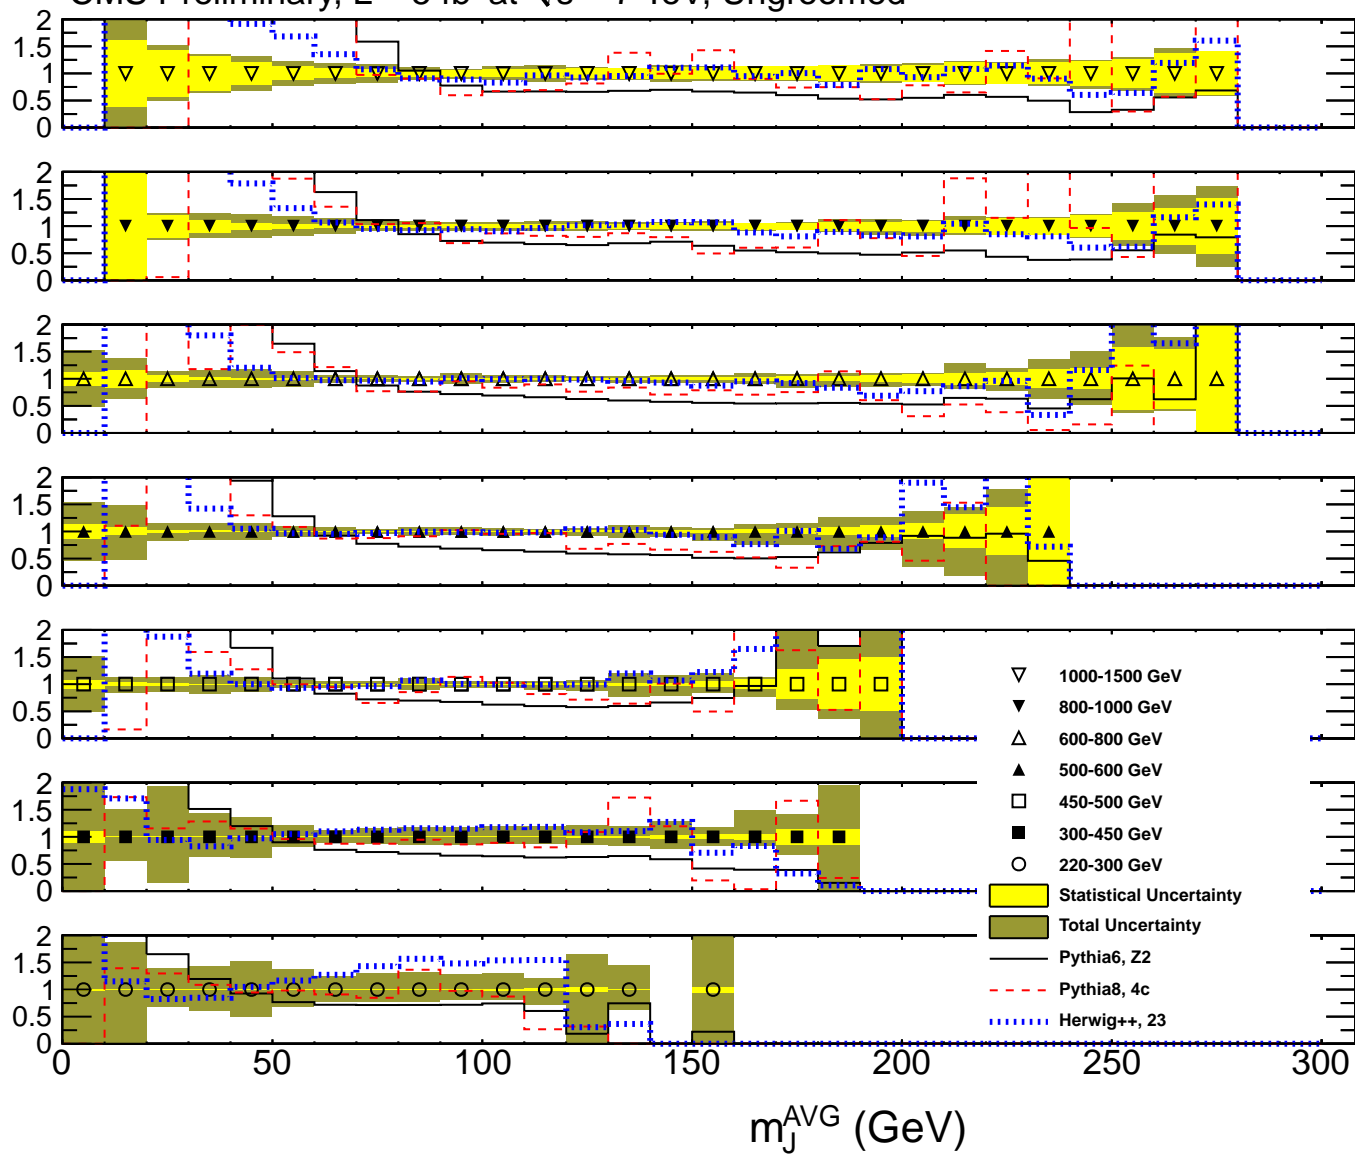 2
1.5
1
0.5
0
2
1.5
1
0.5
0
2
1.5
1
0.5
0
2
1.5
1
0.5
0
2
1.5
1
0.5
0
2
1.5
1
0.5
0
2
1.5
1
0.5
0
0 50 100 150 200 250 300
m_J^AVG (GeV)
1000-1500 GeV
800-1000 GeV
600-800 GeV
500-600 GeV
450-500 GeV
300-450 GeV
220-300 GeV
Statistical Uncertainty
Total Uncertainty
Pythia6, Z2
Pythia8, 4c
Herwig++, 23